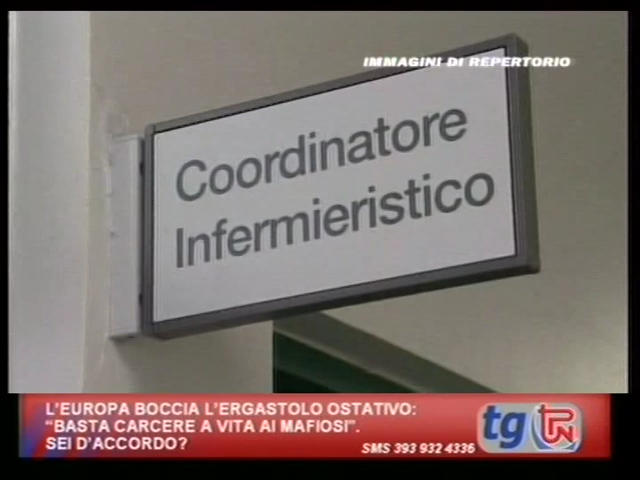 IMMAGINI DI REPERTORIO
Coordinatore
Infermieristico
L'EUROPA BOCCIA L'ERGASTOLO OSTATIVO:
“BASTA CARCERE A VITA AI MAFIOSI”.
SEI D'ACCORDO?
SMS 393 932 4336
tg TRN